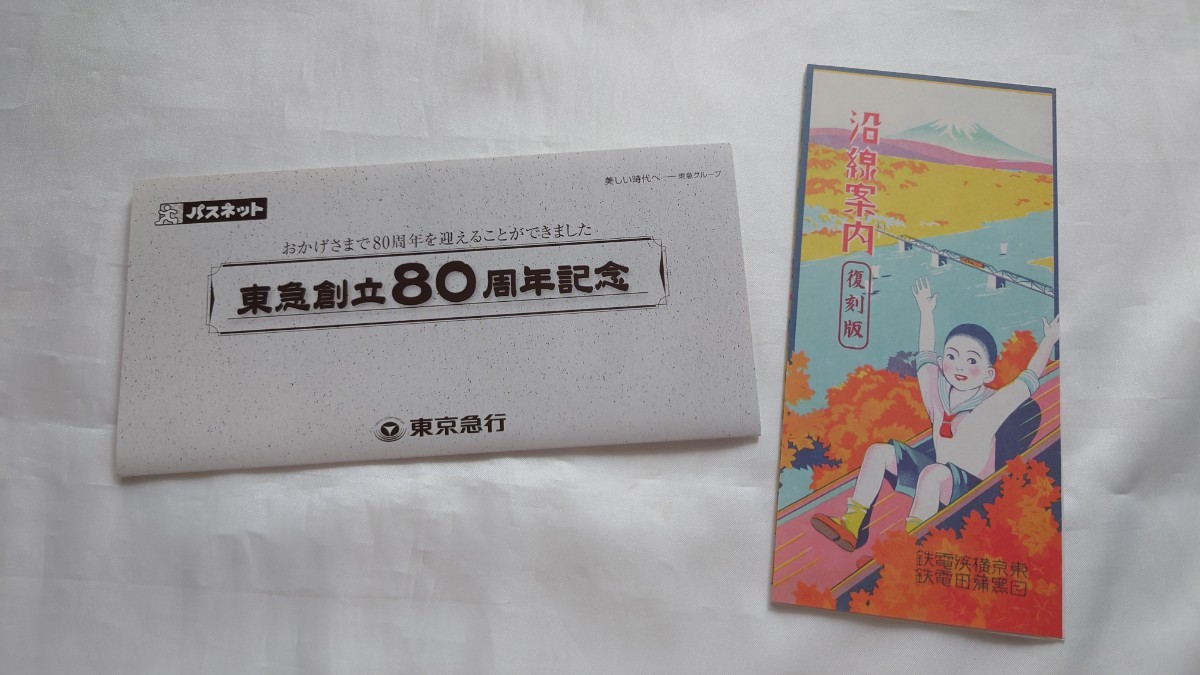 美しい時代へ——東急グループ
パスネット
おかげさまで80周年を迎えることができました
東急創立80周年記念
東京急行
沿線案内
復刻版
鉄電浜横京東
鉄電田蒲黒目